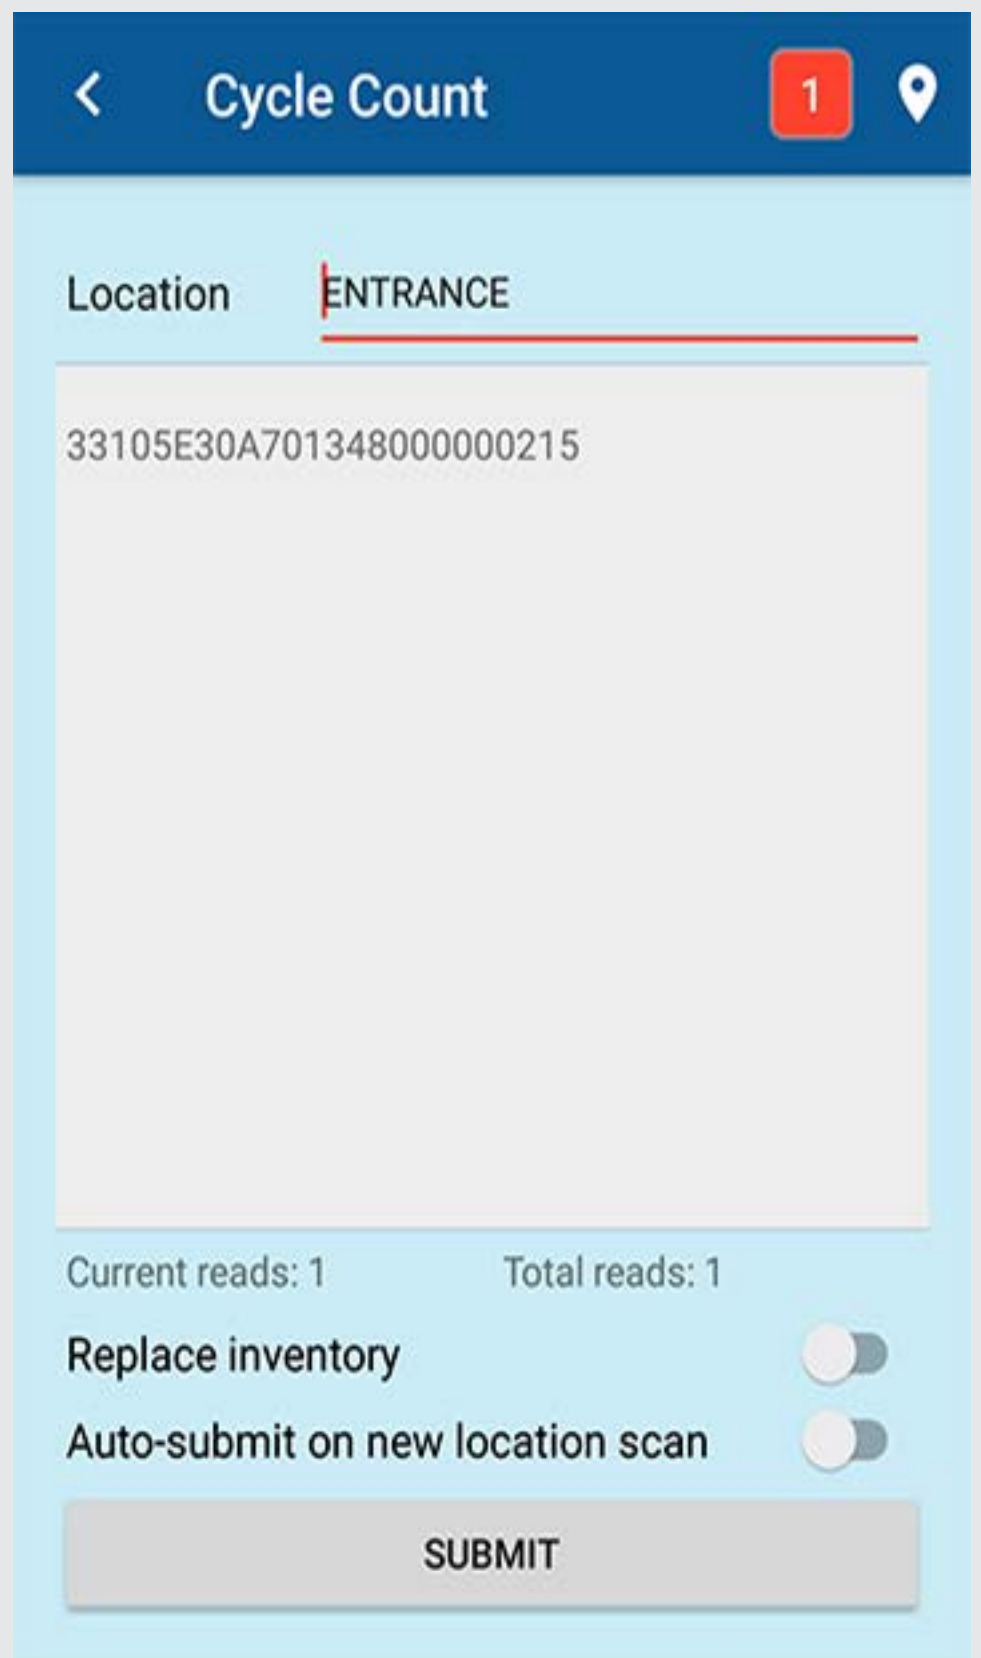 Cycle Count 1
Location ENTRANCE
33105E30A701348000000215
Current reads: 1 Total reads: 1
Replace inventory
Auto-submit on new location scan
SUBMIT